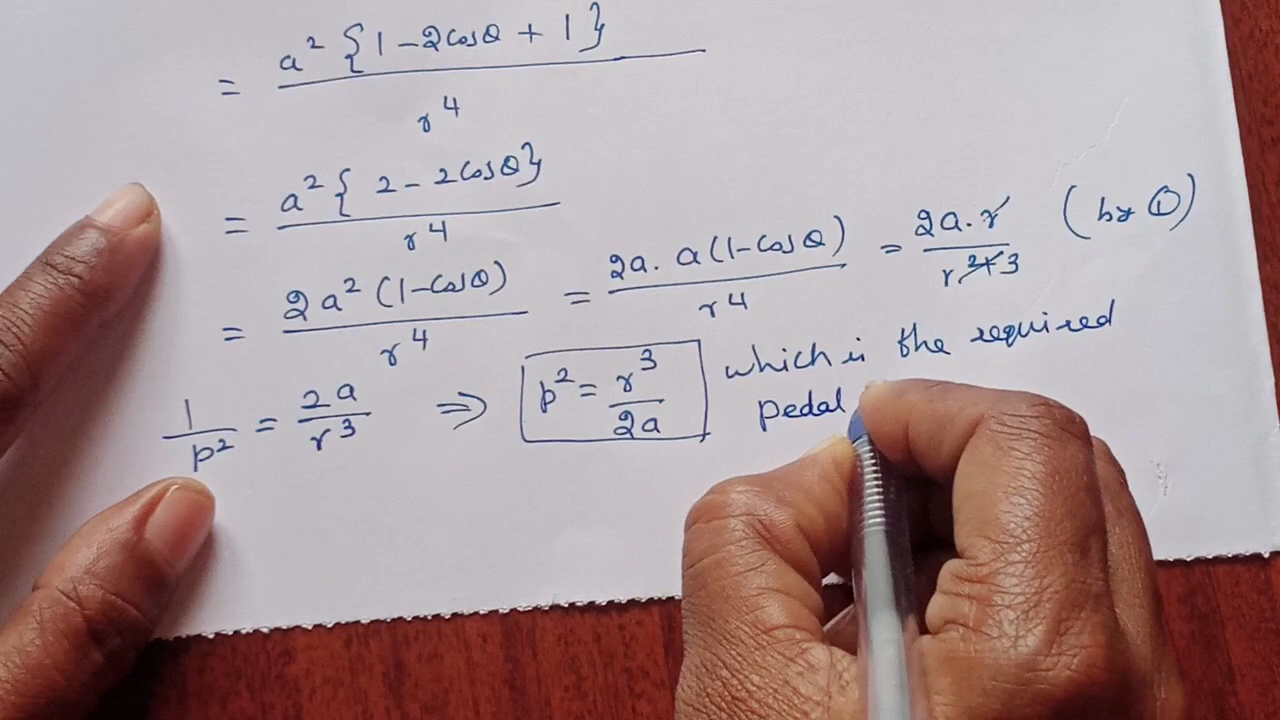 = a² {1 - 2cosθ + 1} / r⁴
= a² { 2 - 2cosθ} / r⁴
= 2a² (1-cosθ) / r⁴ = 2a. a(1-cosθ) / r⁴ = 2a.r / r⁴ 3 (by ①)
1/p² = 2a/r³ ⇒ p² = r³/2a which is the required
pedal